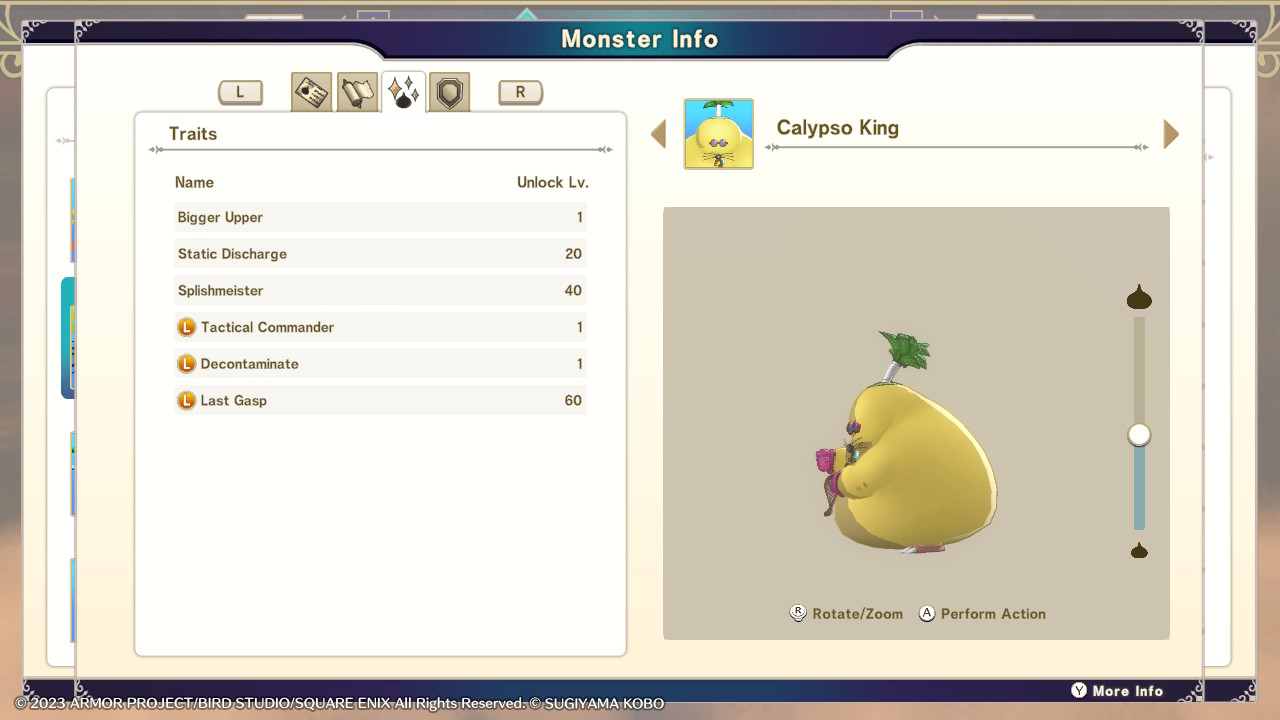 Monster Info
L
R
Traits
Name Unlock Lv.
Bigger Upper 1
Static Discharge 20
Splishmeister 40
L Tactical Commander 1
L Decontaminate 1
L Last Gasp 60
Calypso King
R Rotate/Zoom A Perform Action
Y More Info
© 2023 ARMOR PROJECT/BIRD STUDIO/SQUARE ENIX All Rights Reserved. © SUGIYAMA KOBO